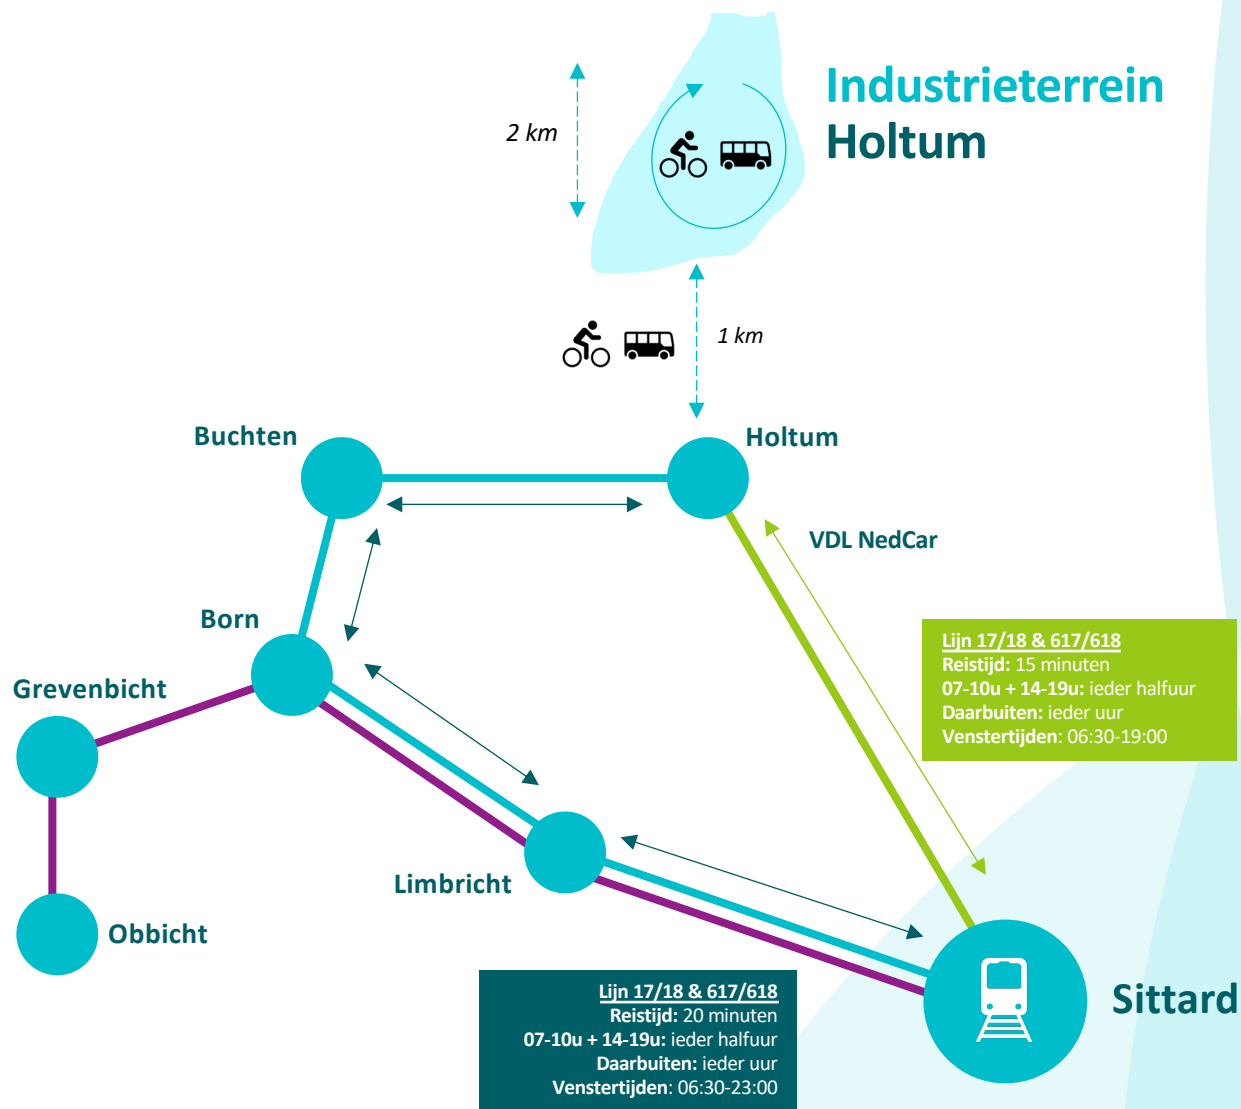 Industrieterrein
Holtum
2 km
1 km
Buchten
Holtum
VDL NedCar
Born
Grevenbicht
Lijn 17/18 & 617/618
Reistijd: 15 minuten
07-10u + 14-19u: ieder halfuur
Daarbuiten: ieder uur
Venstertijden: 06:30-19:00
Limbricht
Obbicht
Sittard
Lijn 17/18 & 617/618
Reistijd: 20 minuten
07-10u + 14-19u: ieder halfuur
Daarbuiten: ieder uur
Venstertijden: 06:30-23:00